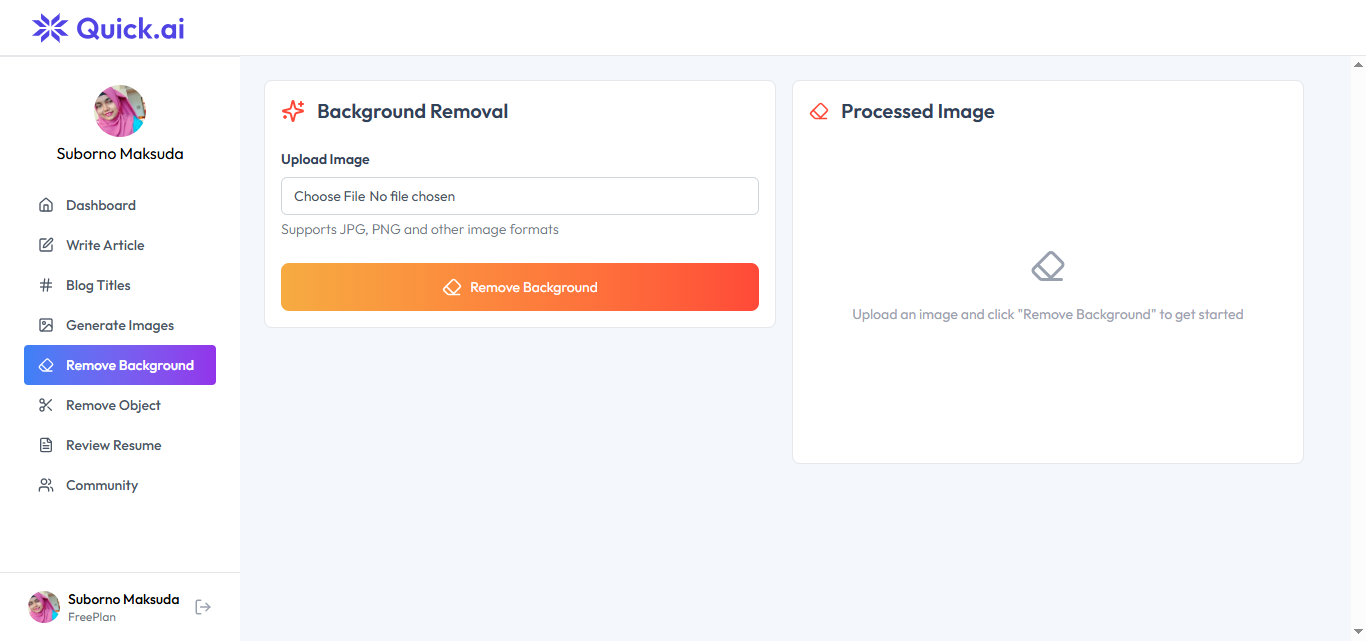 Quick.ai
Suborno Maksuda
Dashboard
Write Article
Blog Titles
Generate Images
Remove Background
Remove Object
Review Resume
Community
Suborno Maksuda
FreePlan
Background Removal
Upload Image
Choose File No file chosen
Supports JPG, PNG and other image formats
Remove Background
Processed Image
Upload an image and click "Remove Background" to get started